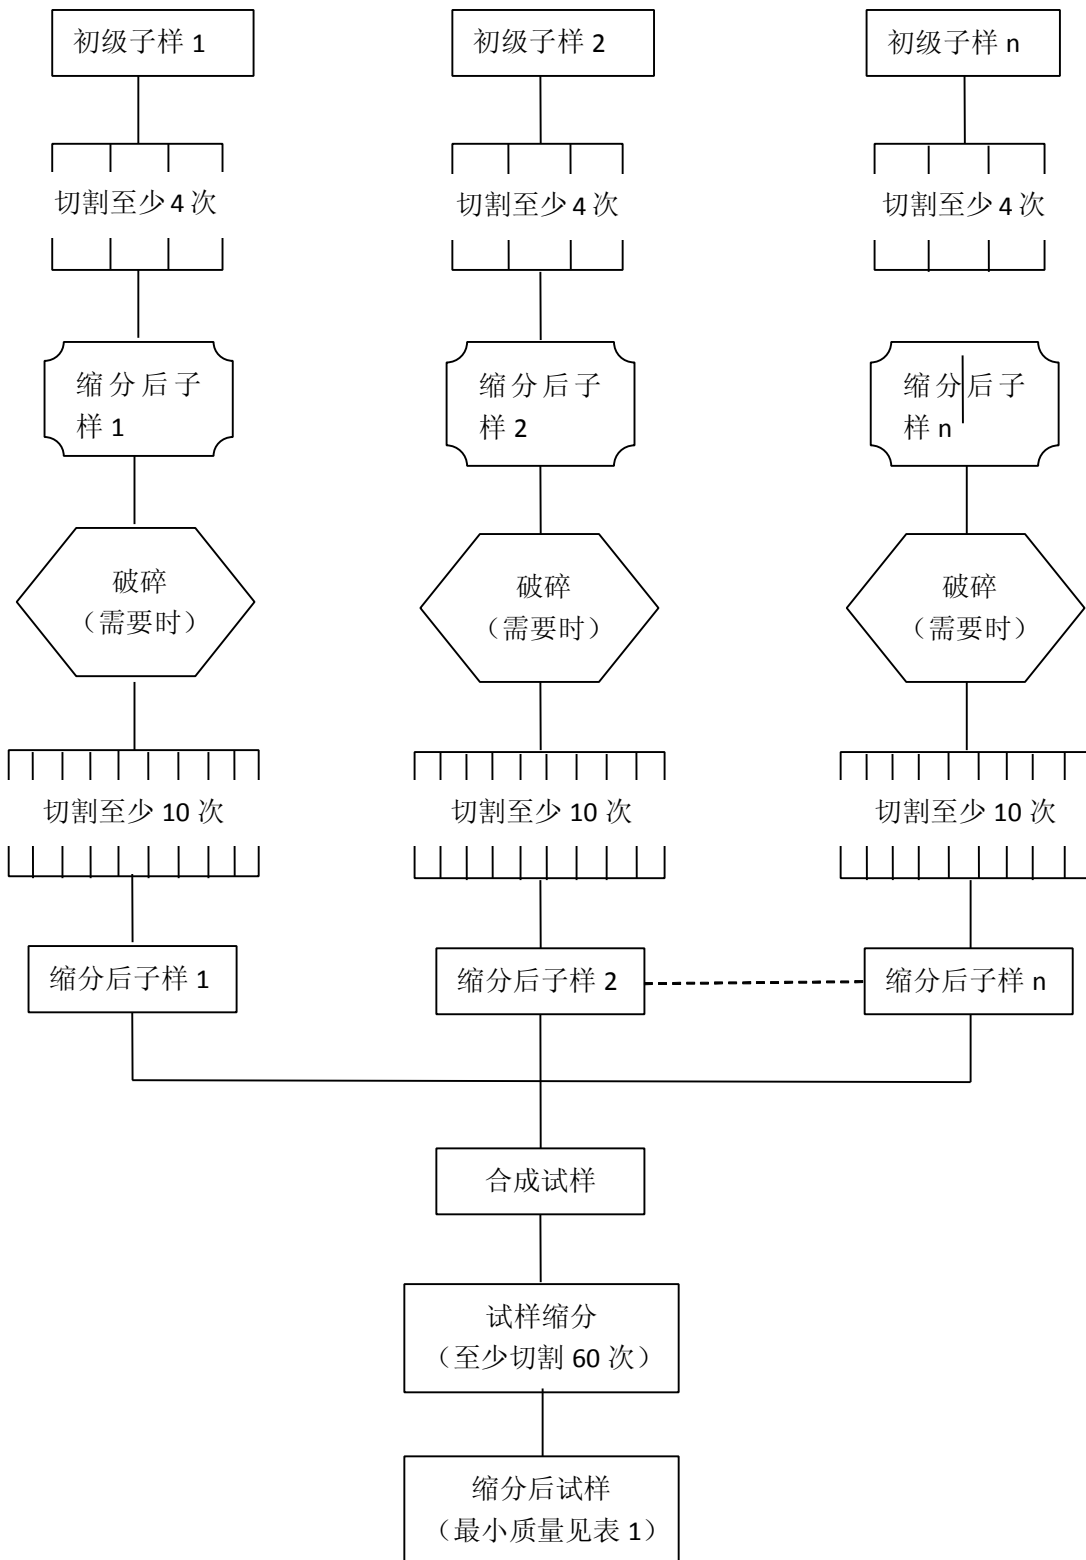 初级子样 1
初级子样 2
初级子样 n
切割至少 4 次
切割至少 4 次
切割至少 4 次
缩分后子
样 1
缩分后子
样 2
缩分后子
样 n
破碎
（需要时）
破碎
（需要时）
破碎
（需要时）
切割至少 10 次
切割至少 10 次
切割至少 10 次
缩分后子样 1
缩分后子样 2
缩分后子样 n
合成试样
试样缩分
（至少切割 60 次）
缩分后试样
（最小质量见表 1）